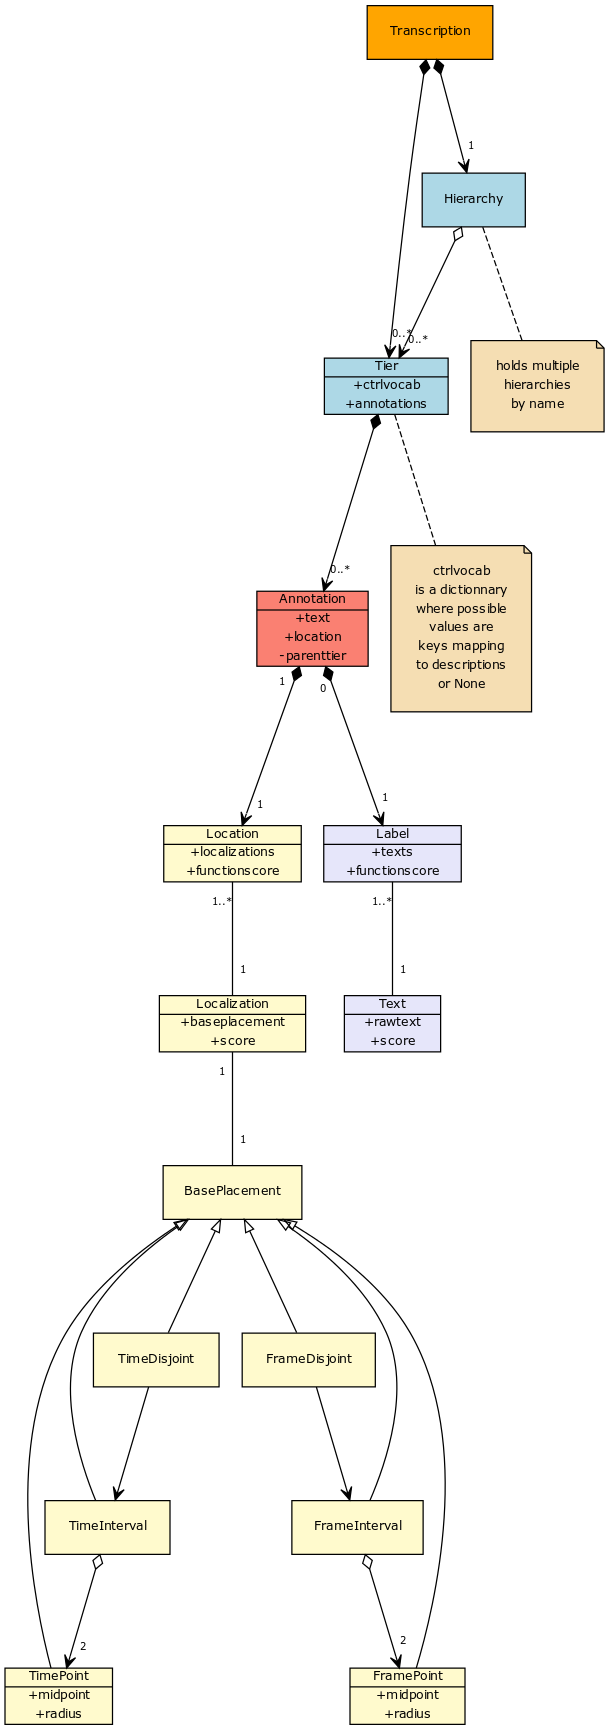 Transcription
1
Hierarchy
0..*
0..*
Tier
+ctrlvocab
+annotations
holds multiple
hierarchies
by name
0..*
Annotation
+text
+location
-parenttier
ctrlvocab
is a dictionnary
where possible
values are
keys mapping
to descriptions
or None
1
0
1
1
Location
+localizations
+functionscore
Label
+texts
+functionscore
1..*
1..*
1
1
Localization
+baseplacement
+score
Text
+rawtext
+score
1
1
BasePlacement
TimeDisjoint
FrameDisjoint
TimeInterval
FrameInterval
2
2
TimePoint
+midpoint
+radius
FramePoint
+midpoint
+radius